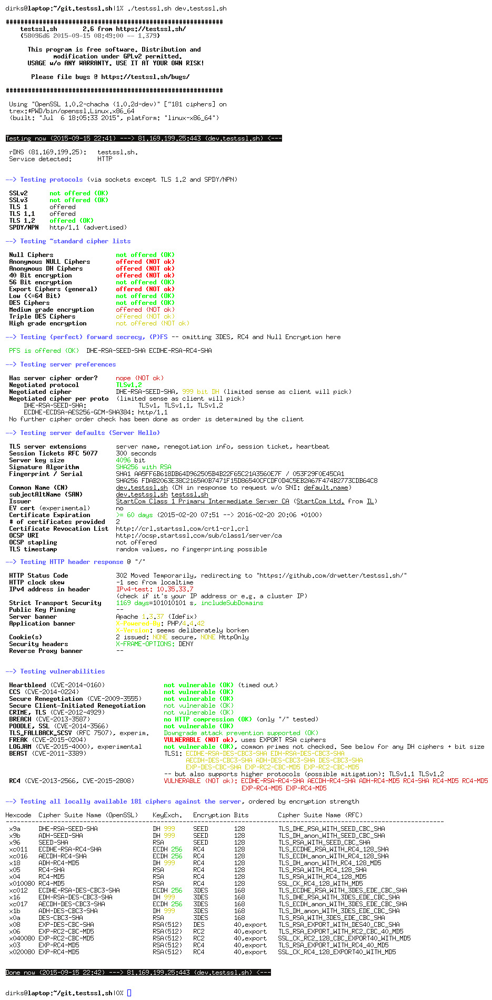 dirks@laptop:~/git.testssl.sh|1% ./testssl.sh dev.testssl.sh
###########################################################
testssl.sh       2.6 from https://testssl.sh/
(58096d6 2015-09-15 08:49:00 -- 1.379)
This program is free software. Distribution and
modification under GPLv2 permitted.
USAGE w/o ANY WARRANTY. USE IT AT YOUR OWN RISK!
Please file bugs @ https://testssl.sh/bugs/
###########################################################
Using "OpenSSL 1.0.2-chacha (1.0.2d-dev)" [~181 ciphers] on
trex:$PWD/bin/openssl.Linux.x86_64
(built: "Jul  6 18:05:33 2015", platform: "linux-x86_64")
Testing now (2015-09-15 22:41) ---> 81.169.199.25:443 (dev.testssl.sh) <---
rDNS (81.169.199.25):   testssl.sh.
Service detected:       HTTP
--> Testing protocols (via sockets except TLS 1.2 and SPDY/NPN)
SSLv2      not offered (OK)
SSLv3      not offered (OK)
TLS 1      offered
TLS 1.1    offered
TLS 1.2    offered (OK)
SPDY/NPN   http/1.1 (advertised)
--> Testing ~standard cipher lists
Null Ciphers                 not offered (OK)
Anonymous NULL Ciphers       offered (NOT ok)
Anonymous DH Ciphers         offered (NOT ok)
40 Bit encryption            offered (NOT ok)
56 Bit encryption            not offered (OK)
Export Ciphers (general)     offered (NOT ok)
Low (<=64 Bit)               not offered (OK)
DES Ciphers                  not offered (OK)
Medium grade encryption      offered (NOT ok)
Triple DES Ciphers           offered (NOT ok)
High grade encryption        not offered (NOT ok)
--> Testing (perfect) forward secrecy, (P)FS -- omitting 3DES, RC4 and Null Encryption here
PFS is offered (OK)  DHE-RSA-SEED-SHA ECDHE-RSA-RC4-SHA
--> Testing server preferences
Has server cipher order?     nope (NOT ok)
Negotiated protocol          TLSv1.2
Negotiated cipher            DHE-RSA-SEED-SHA, 999 bit DH (limited sense as client will pick)
Negotiated cipher per proto  (limited sense as client will pick)
DHE-RSA-SEED-SHA:              TLSv1, TLSv1.1, TLSv1.2
ECDHE-ECDSA-AES256-GCM-SHA384: http/1.1
No further cipher order check has been done as order is determined by the client
--> Testing server defaults (Server Hello)
TLS server extensions        server name, renegotiation info, session ticket, heartbeat
Session Tickets RFC 5077     300 seconds
Server key size              4096 bit
Signature Algorithm          SHA256 with RSA
Fingerprint / Serial         SHA1 AA5FF6B618DB64D962505B4B22F65C21A3560E7F / 053F29F0E45CA1
SHA256 FDAB2063E38C2165A0B7471F15D86540CFCDF0D4C5EB2A67F474B2773CDB64C8
Common Name (CN)             dev.testssl.sh (CN in response to request w/o SNI: default.name)
subjectAltName (SAN)         dev.testssl.sh testssl.sh
Issuer                       StartCom Class 1 Primary Intermediate Server CA (StartCom Ltd. from IL)
EV cert (experimental)       no
Certificate Expiration       >= 60 days (2015-02-20 07:51 --> 2016-02-20 20:06 +0100)
# of certificates provided   2
Certificate Revocation List  http://crl.startssl.com/crt1-crl.crl
OCSP URI                     http://ocsp.startssl.com/sub/class1/server/ca
OCSP stapling                not offered
TLS timestamp                random values, no fingerprinting possible
--> Testing HTTP header response @ "/"
HTTP Status Code             302 Moved Temporarily, redirecting to "https://github.com/drwetter/testssl.sh/"
HTTP clock skew              -1 sec from localtime
IPv4 address in header       IPv4-test: 10.35.33.7
(check if it's your IP address or e.g. a cluster IP)
Strict Transport Security    1169 days=101010101 s, includeSubDomains
Public Key Pinning           --
Server banner                Apache 1.3.37 (Idefix)
Application banner           X-Powered-By: PHP/4.4.42
X-Version: seems deliberately borken
Cookie(s)                    2 issued: NONE secure, NONE HttpOnly
Security headers             X-FRAME-OPTIONS: DENY
Reverse Proxy banner         --
--> Testing vulnerabilities
Heartbleed (CVE-2014-0160)                not vulnerable (OK) (timed out)
CCS (CVE-2014-0224)                       not vulnerable (OK)
Secure Renegotiation (CVE-2009-3555)      not vulnerable (OK)
Secure Client-Initiated Renegotiation     not vulnerable (OK)
CRIME, TLS (CVE-2012-4929)                not vulnerable (OK)
BREACH (CVE-2013-3587)                    no HTTP compression (OK) (only "/" tested)
POODLE, SSL (CVE-2014-3566)               not vulnerable (OK)
TLS_FALLBACK_SCSV (RFC 7507), experim.    Downgrade attack prevention supported (OK)
FREAK (CVE-2015-0204)                     VULNERABLE (NOT ok), uses EXPORT RSA ciphers
LOGJAM (CVE-2015-4000), experimental      not vulnerable (OK), common primes not checked. See below for any DH ciphers + bit size
BEAST (CVE-2011-3389)                     TLS1: ECDHE-RSA-DES-CBC3-SHA EDH-RSA-DES-CBC3-SHA
AECDH-DES-CBC3-SHA ADH-DES-CBC3-SHA DES-CBC3-SHA
EXP-DES-CBC-SHA EXP-RC2-CBC-MD5 EXP-RC2-CBC-MD5
-- but also supports higher protocols (possible mitigation): TLSv1.1 TLSv1.2
RC4 (CVE-2013-2566, CVE-2015-2808)        VULNERABLE (NOT ok): ECDHE-RSA-RC4-SHA AECDH-RC4-SHA ADH-RC4-MD5 RC4-SHA RC4-MD5 RC4-MD5
EXP-RC4-MD5 EXP-RC4-MD5
--> Testing all locally available 181 ciphers against the server, ordered by encryption strength
Hexcode  Cipher Suite Name (OpenSSL)    KeyExch.   Encryption Bits        Cipher Suite Name (RFC)
-----------------------------------------------------------------------------------------------------------------------
x9a     DHE-RSA-SEED-SHA               DH 999     SEED       128         TLS_DHE_RSA_WITH_SEED_CBC_SHA
x9b     ADH-SEED-SHA                   DH 999     SEED       128         TLS_DH_anon_WITH_SEED_CBC_SHA
x96     SEED-SHA                       RSA        SEED       128         TLS_RSA_WITH_SEED_CBC_SHA
xc011   ECDHE-RSA-RC4-SHA              ECDH 256   RC4        128         TLS_ECDHE_RSA_WITH_RC4_128_SHA
xc016   AECDH-RC4-SHA                  ECDH 256   RC4        128         TLS_ECDH_anon_WITH_RC4_128_SHA
x18     ADH-RC4-MD5                    DH 999     RC4        128         TLS_DH_anon_WITH_RC4_128_MD5
x05     RC4-SHA                        RSA        RC4        128         TLS_RSA_WITH_RC4_128_SHA
x04     RC4-MD5                        RSA        RC4        128         TLS_RSA_WITH_RC4_128_MD5
x010080 RC4-MD5                        RSA        RC4        128         SSL_CK_RC4_128_WITH_MD5
xc012   ECDHE-RSA-DES-CBC3-SHA         ECDH 256   3DES       168         TLS_ECDHE_RSA_WITH_3DES_EDE_CBC_SHA
x16     EDH-RSA-DES-CBC3-SHA           DH 999     3DES       168         TLS_DHE_RSA_WITH_3DES_EDE_CBC_SHA
xc017   AECDH-DES-CBC3-SHA             ECDH 256   3DES       168         TLS_ECDH_anon_WITH_3DES_EDE_CBC_SHA
x1b     ADH-DES-CBC3-SHA               DH 999     3DES       168         TLS_DH_anon_WITH_3DES_EDE_CBC_SHA
x0a     DES-CBC3-SHA                   RSA        3DES       168         TLS_RSA_WITH_3DES_EDE_CBC_SHA
x08     EXP-DES-CBC-SHA                RSA(512)   DES        40,export   TLS_RSA_EXPORT_WITH_DES40_CBC_SHA
x06     EXP-RC2-CBC-MD5                RSA(512)   RC2        40,export   TLS_RSA_EXPORT_WITH_RC2_CBC_40_MD5
x040080 EXP-RC2-CBC-MD5                RSA(512)   RC2        40,export   SSL_CK_RC2_128_CBC_EXPORT40_WITH_MD5
x03     EXP-RC4-MD5                    RSA(512)   RC4        40,export   TLS_RSA_EXPORT_WITH_RC4_40_MD5
x020080 EXP-RC4-MD5                    RSA(512)   RC4        40,export   SSL_CK_RC4_128_EXPORT40_WITH_MD5
Done now (2015-09-15 22:42) ---> 81.169.199.25:443 (dev.testssl.sh) <---
dirks@laptop:~/git.testssl.sh|0%